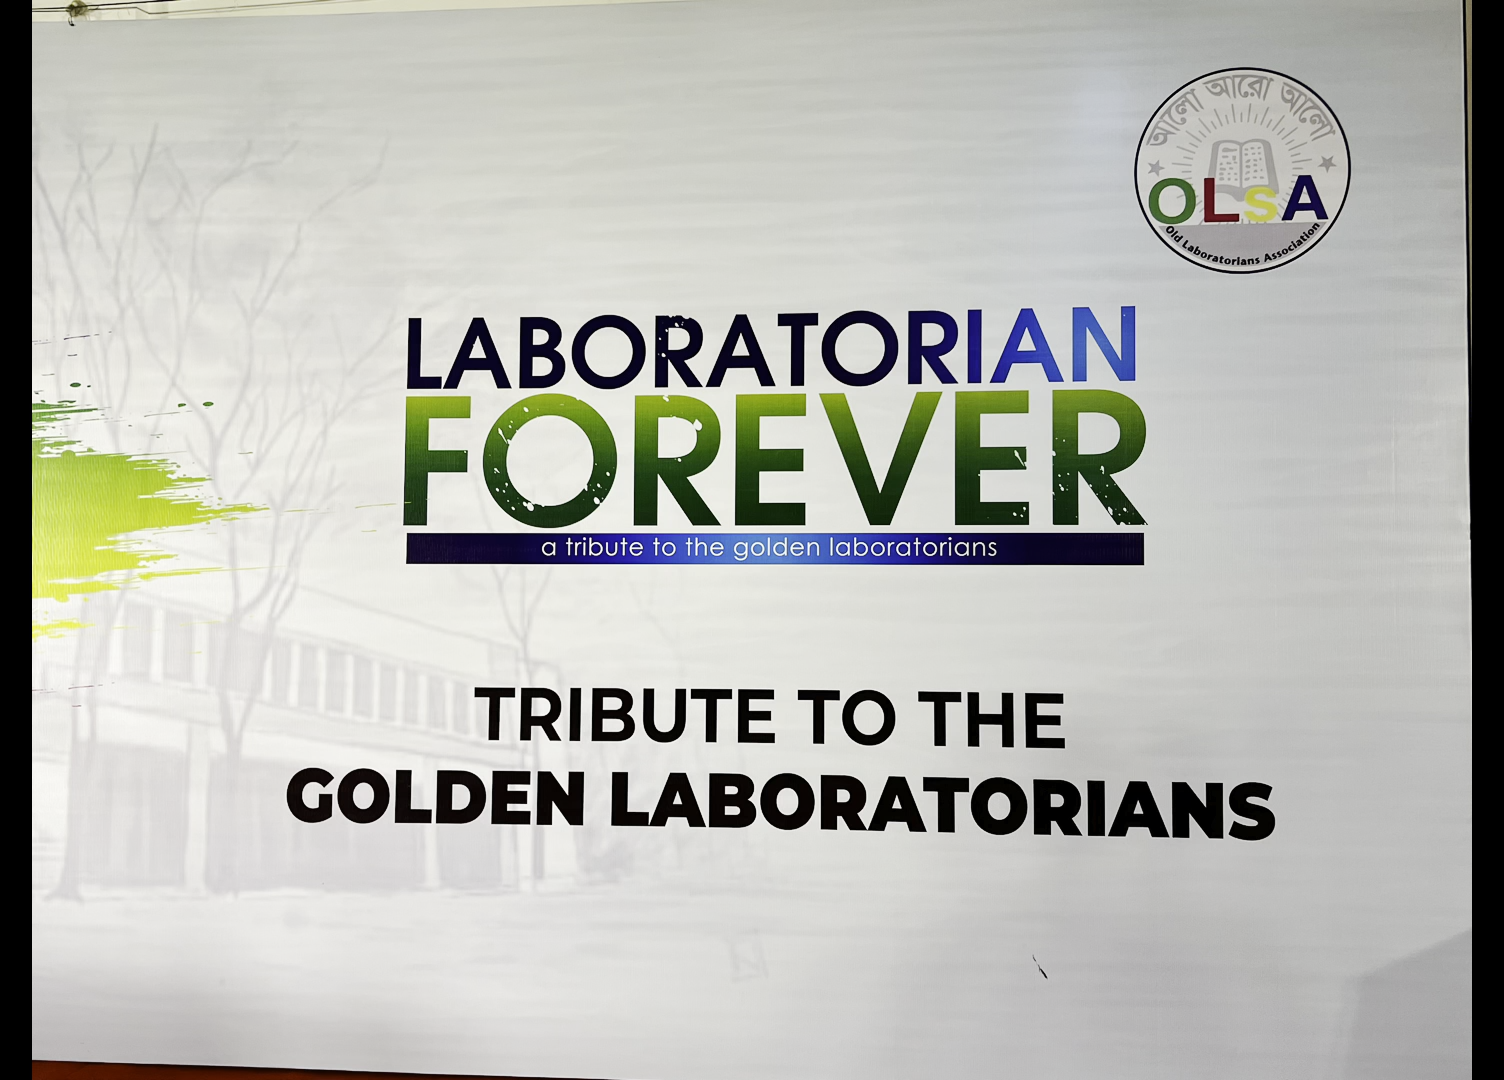 আলো আরো আলো
OLSA
Old Laboratorians Association
LABORATORIAN
FOREVER
a tribute to the golden laboratorians
TRIBUTE TO THE
GOLDEN LABORATORIANS